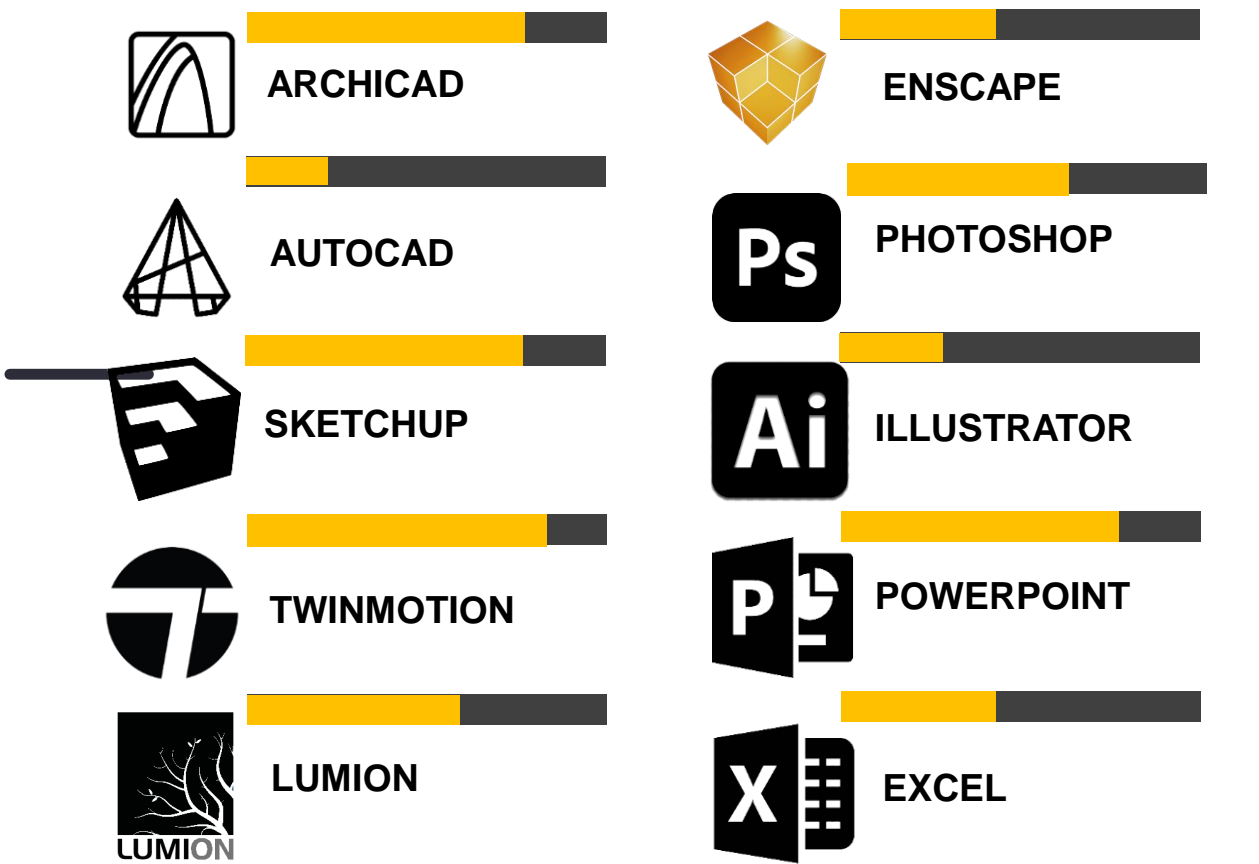 ARCHICAD
AUTOCAD
SKETCHUP
TWINMOTION
LUMION
LUMION
ENSCAPE
Ps
PHOTOSHOP
Ai
ILLUSTRATOR
P
POWERPOINT
X
EXCEL